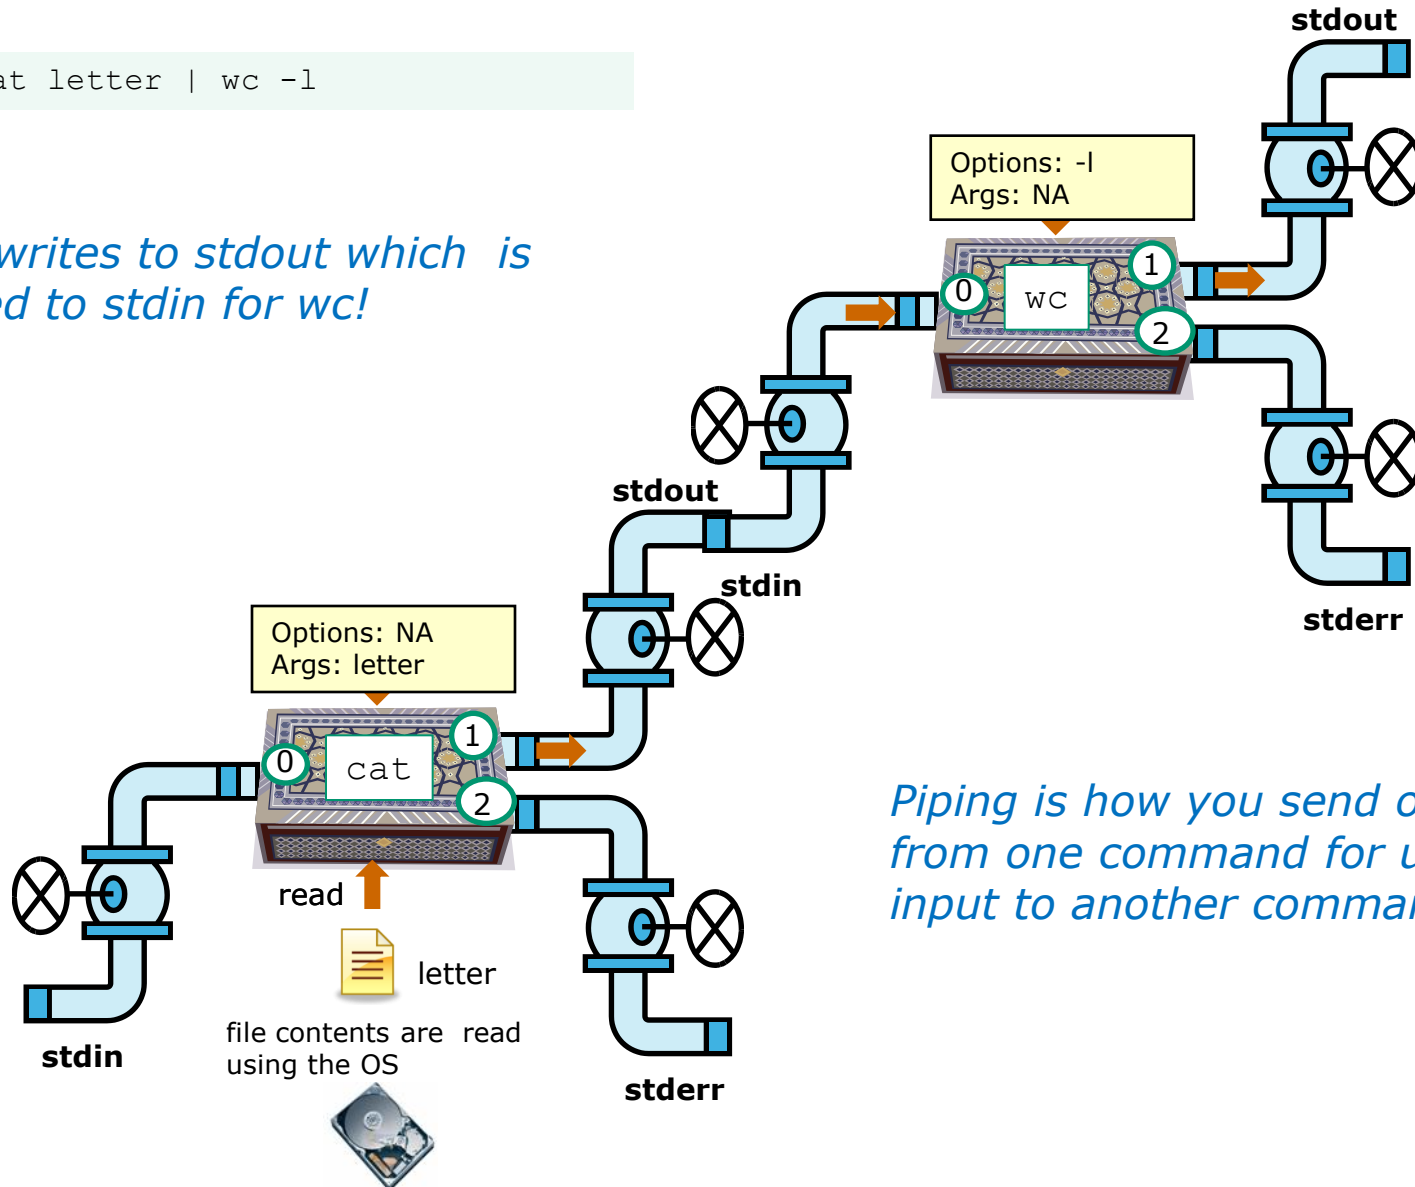 at letter | wc -l
writes to stdout which is
ed to stdin for wc!
stdout
Options: -l
Args: NA
0
wc
1
2
stdout
stdin
stderr
Options: NA
Args: letter
0
cat
1
2
read
letter
file contents are read
using the OS
stdin
stderr
Piping is how you send o
from one command for u
input to another comma